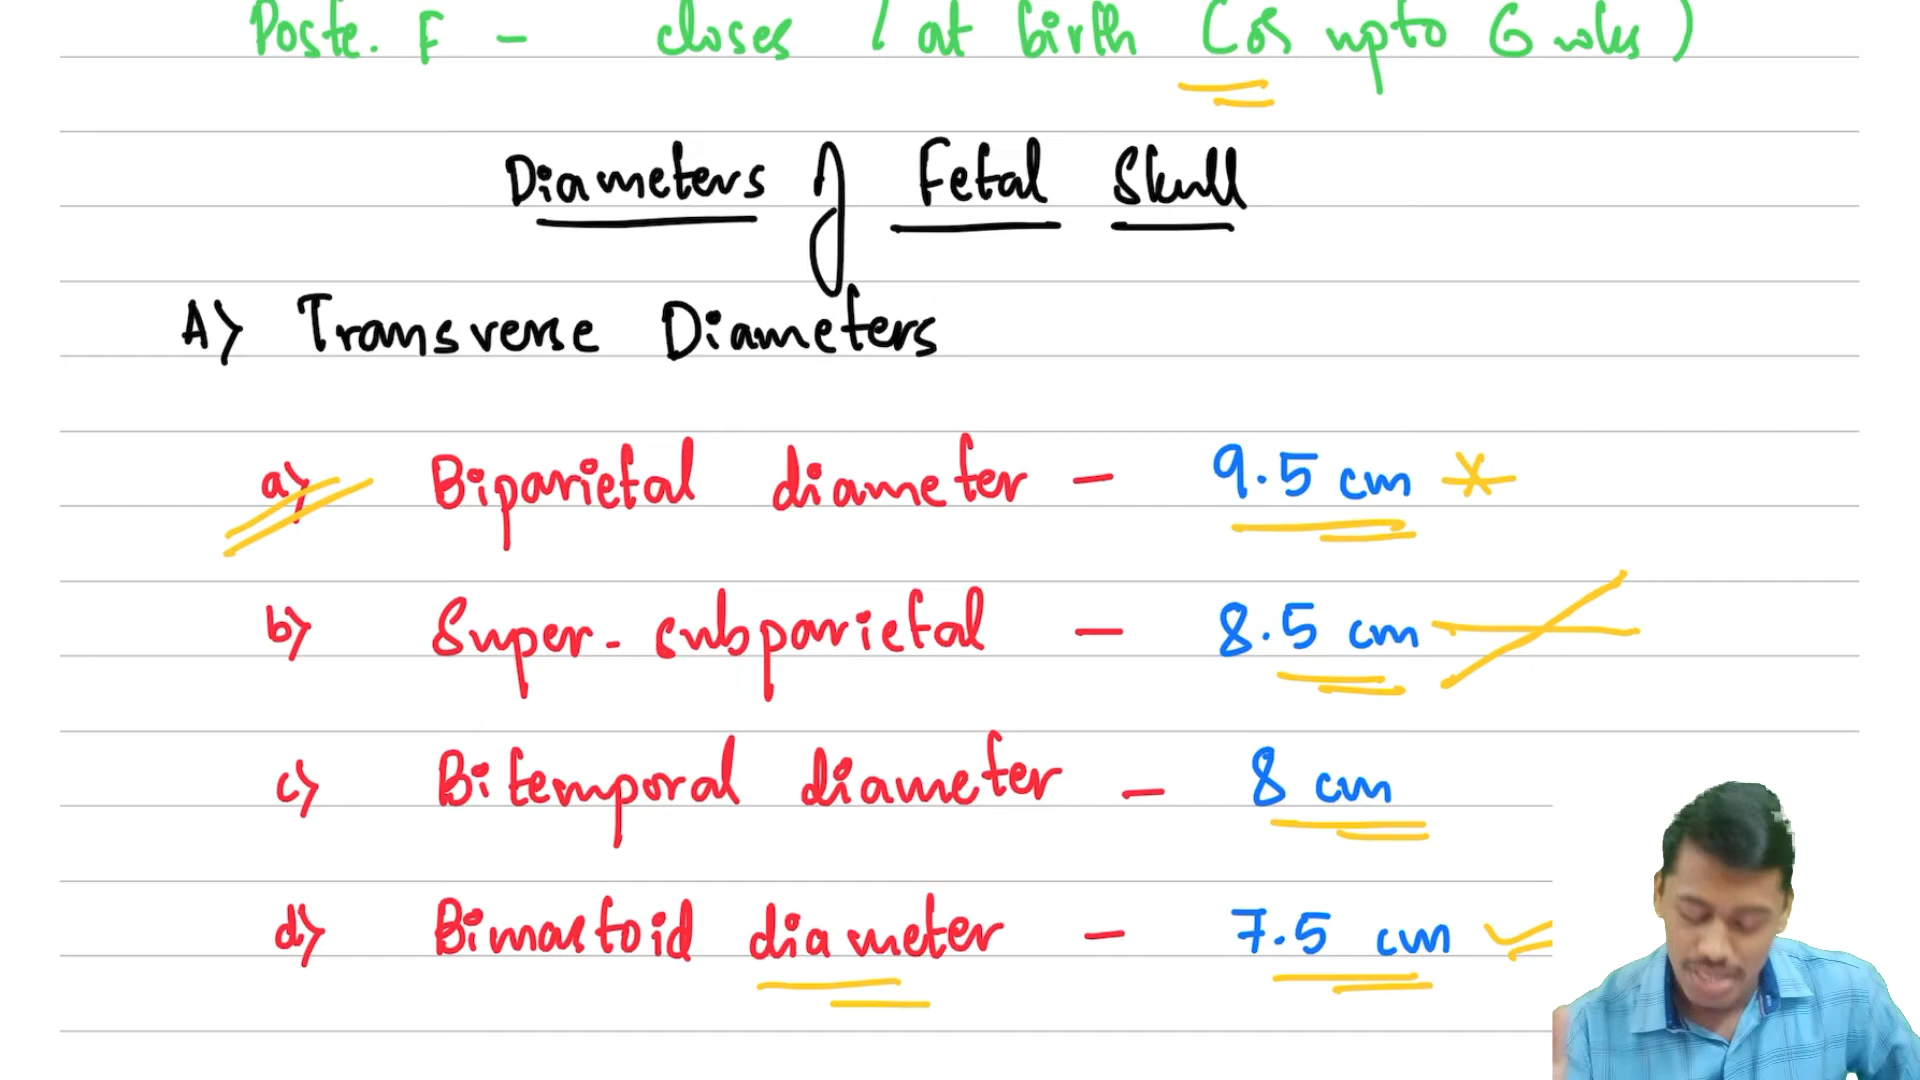 Poste. F - closes ( at birth (or upto 6 wks )
Diameters of Fetal Skull
A) Transverse Diameters
a) Biparietal diameter - 9.5 cm *
b) Super-subparietal - 8.5 cm
c) Bitemporal diameter - 8 cm
d) Bimastoid diameter - 7.5 cm